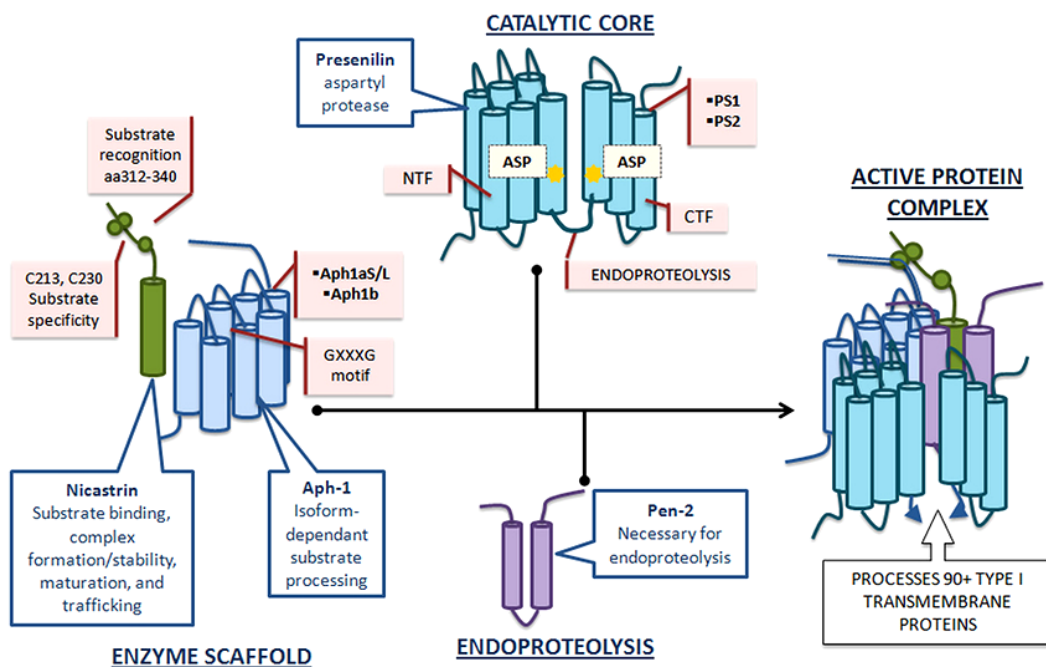 CATALYTIC CORE
Presenilin
aspartyl
protease
▪PS1
▪PS2
ASP
ASP
NTF
CTF
ENDOPROTEOLYSIS
Substrate
recognition
aa312-340
C213, C230
Substrate
specificity
▪Aph1aS/L
▪Aph1b
GXXXG
motif
Nicastrin
Substrate binding,
complex
formation/stability,
maturation, and
trafficking
Aph-1
Isoform-
dependant
substrate
processing
ENZYME SCAFFOLD
Pen-2
Necessary for
endoproteolysis
ENDOPROTEOLYSIS
ACTIVE PROTEIN
COMPLEX
PROCESSES 90+ TYPE I
TRANSMEMBRANE
PROTEINS